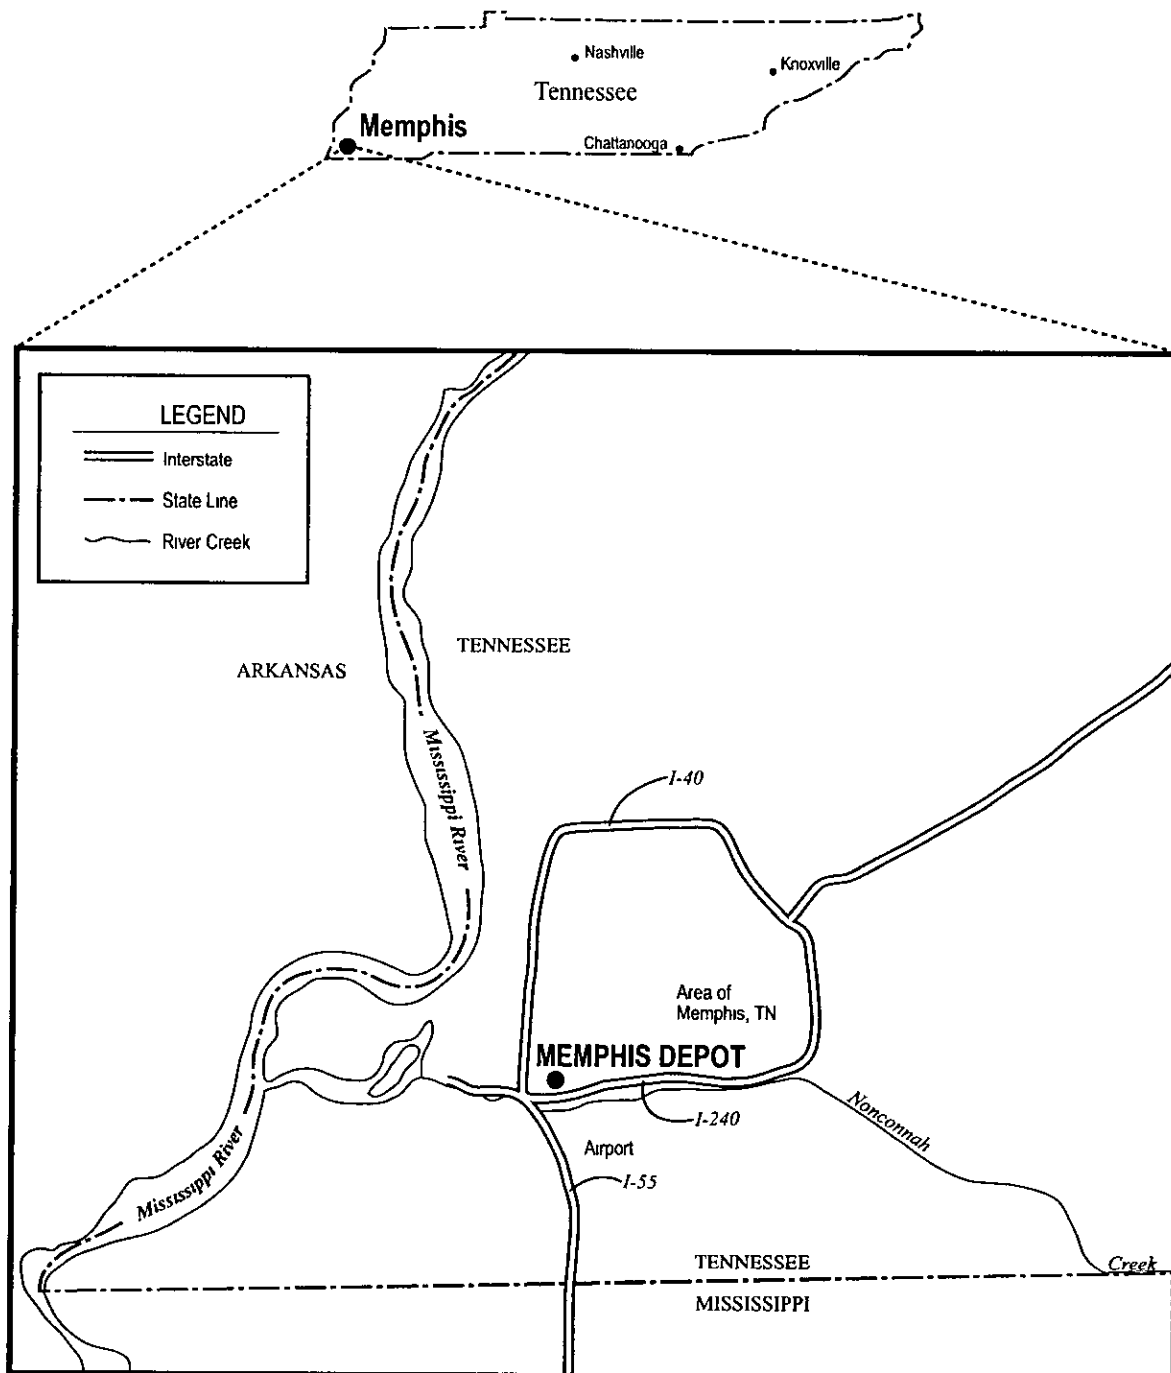 Nashville
Knoxville
Tennessee
Memphis
Chattanooga
LEGEND
Interstate
State Line
River Creek
TENNESSEE
ARKANSAS
Mississippi River
I-40
Area of
Memphis, TN
MEMPHIS DEPOT
Nonconnah
I-240
Airport
Mississippi River
I-55
TENNESSEE
Creek
MISSISSIPPI